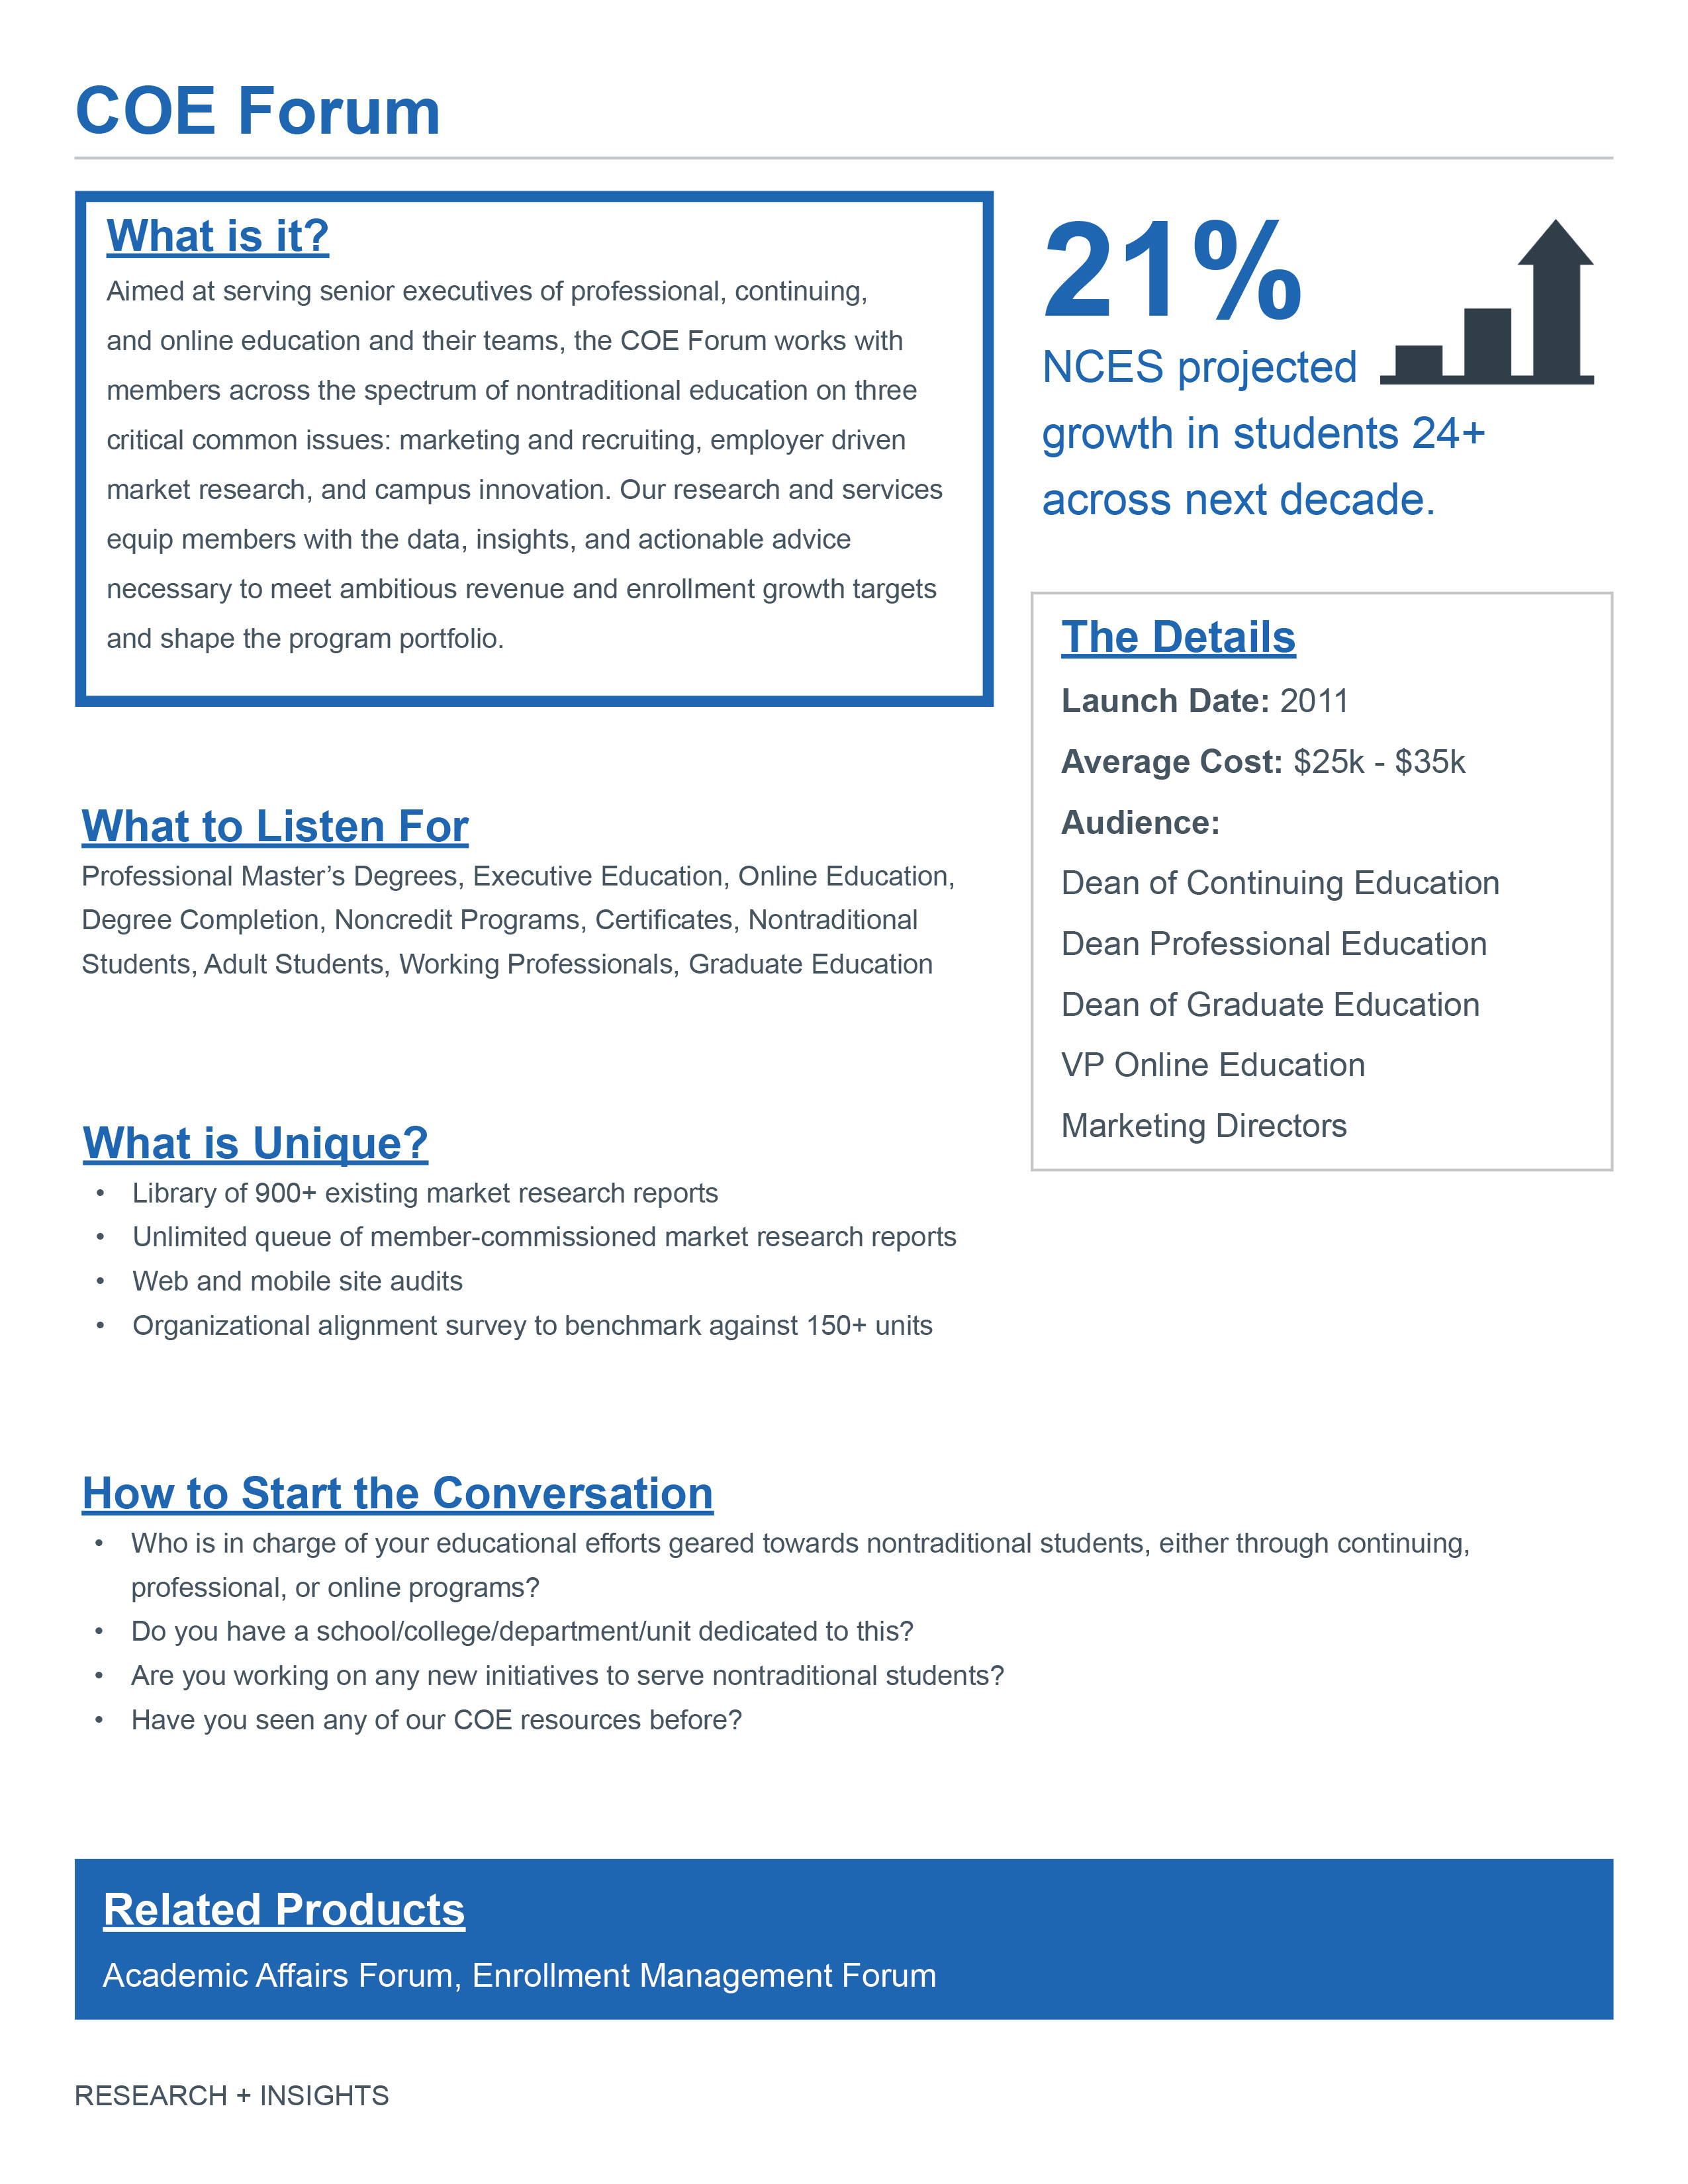 COE Forum
What is it?
Aimed at serving senior executives of professional, continuing,
and online education and their teams, the COE Forum works with
members across the spectrum of nontraditional education on three
critical common issues: marketing and recruiting, employer driven
market research, and campus innovation. Our research and services
equip members with the data, insights, and actionable advice
necessary to meet ambitious revenue and enrollment growth targets
and shape the program portfolio.
21%
NCES projected
growth in students 24+
across next decade.
The Details
Launch Date: 2011
Average Cost: $25k - $35k
Audience:
Dean of Continuing Education
Dean Professional Education
Dean of Graduate Education
VP Online Education
Marketing Directors
What to Listen For
Professional Master’s Degrees, Executive Education, Online Education,
Degree Completion, Noncredit Programs, Certificates, Nontraditional
Students, Adult Students, Working Professionals, Graduate Education
What is Unique?
• Library of 900+ existing market research reports
• Unlimited queue of member-commissioned market research reports
• Web and mobile site audits
• Organizational alignment survey to benchmark against 150+ units
How to Start the Conversation
• Who is in charge of your educational efforts geared towards nontraditional students, either through continuing,
professional, or online programs?
• Do you have a school/college/department/unit dedicated to this?
• Are you working on any new initiatives to serve nontraditional students?
• Have you seen any of our COE resources before?
Related Products
Academic Affairs Forum, Enrollment Management Forum
RESEARCH + INSIGHTS